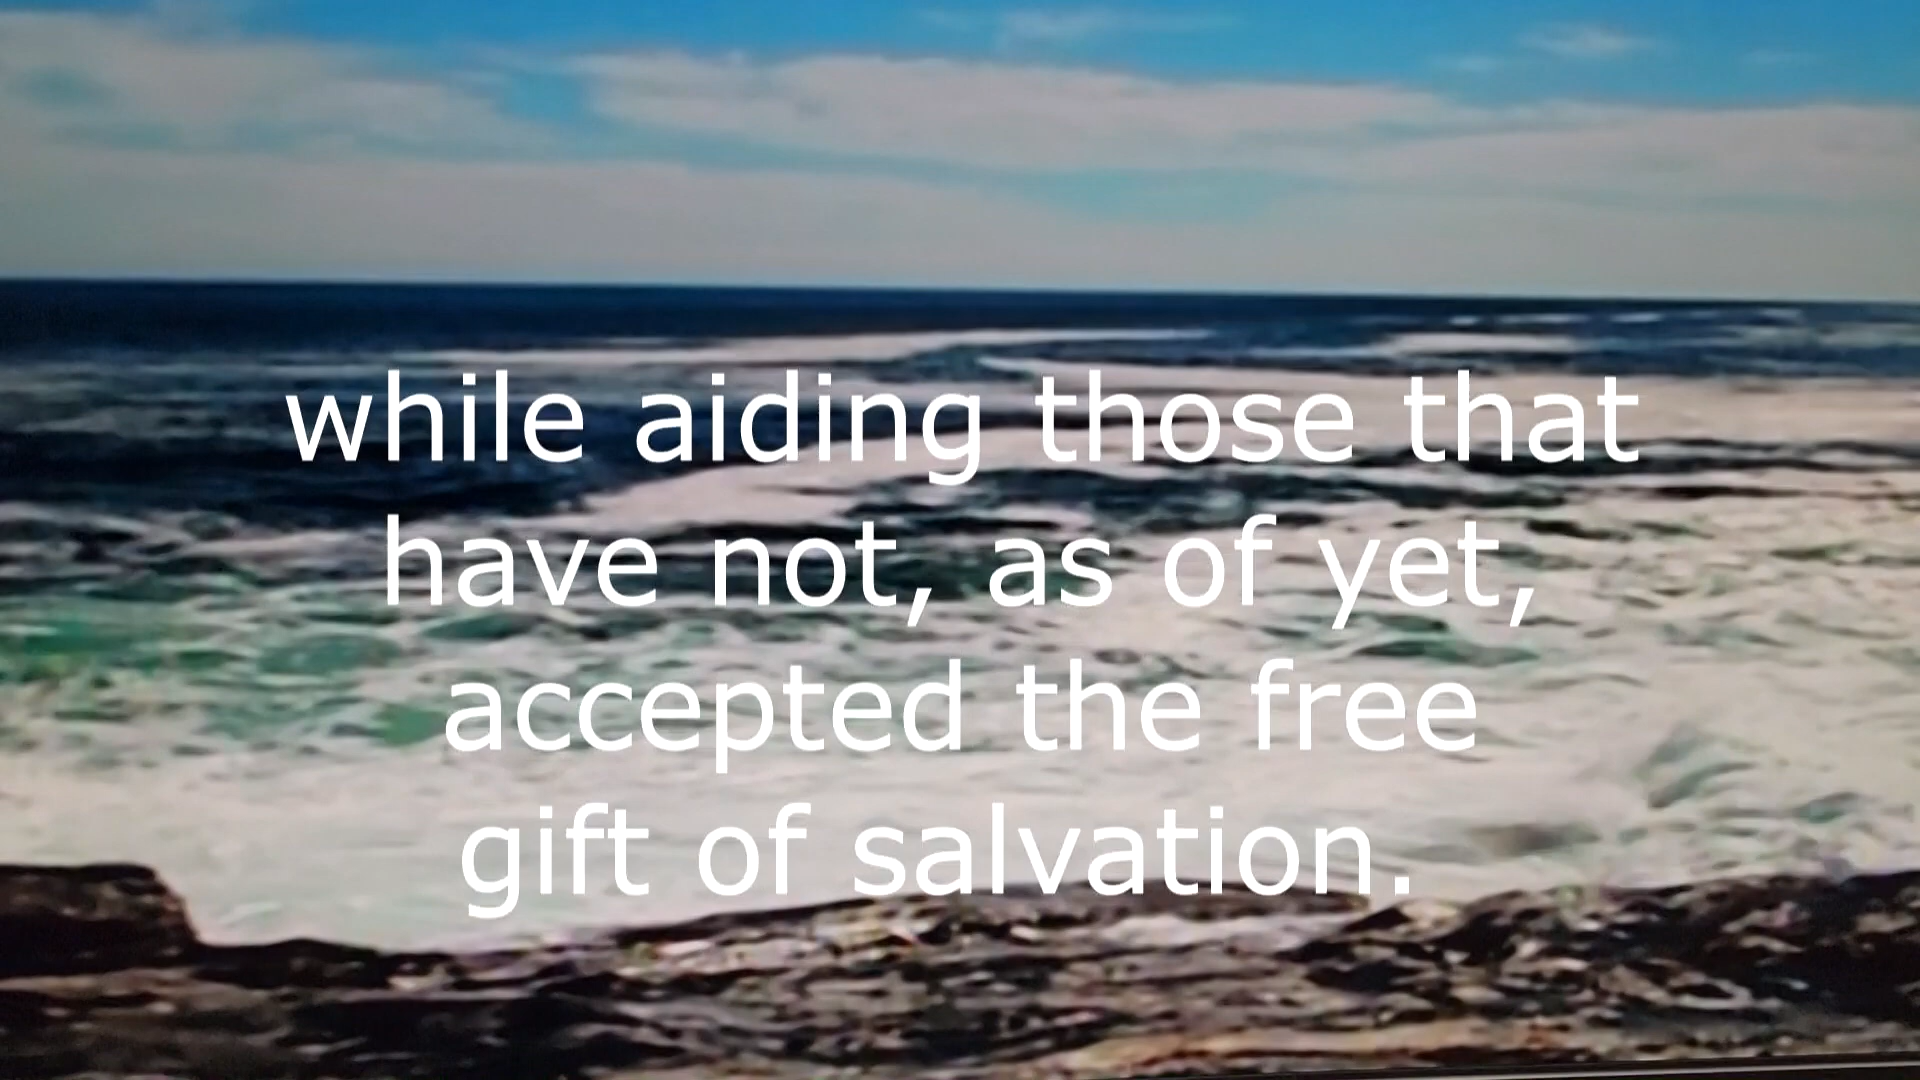 while aiding those that
have not, as of yet,
accepted the free
gift of salvation.